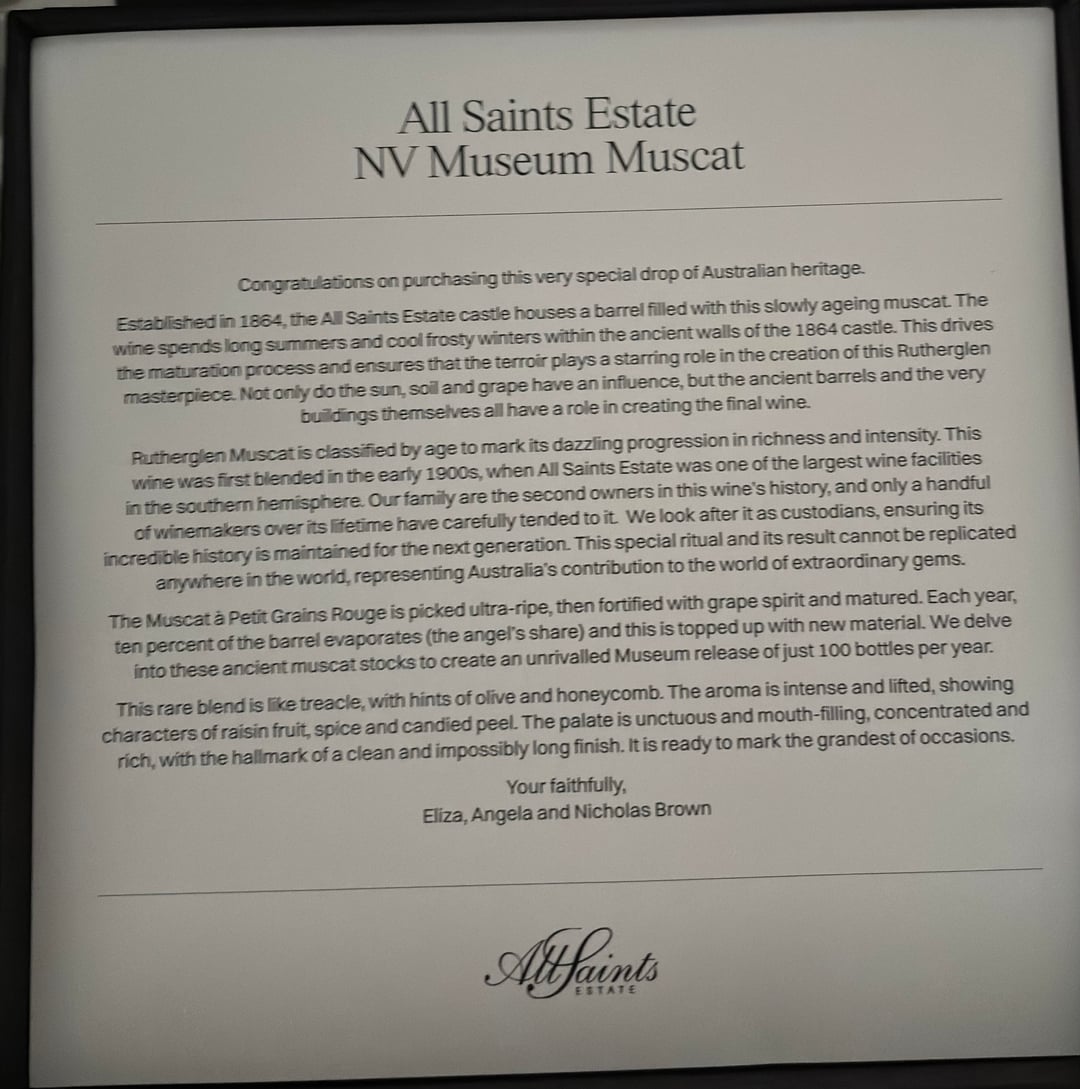 All Saints Estate
NV Museum Muscat
Congratulations on purchasing this very special drop of Australian heritage.
Established in 1864, the All Saints Estate castle houses a barrel filled with this slowly ageing muscat. The
wine spends long summers and cool frosty winters within the ancient walls of the 1864 castle. This drives
the maturation process and ensures that the terroir plays a starring role in the creation of this Rutherglen
masterpiece. Not only do the sun, soil and grape have an influence, but the ancient barrels and the very
buildings themselves all have a role in creating the final wine.
Rutherglen Muscat is classified by age to mark its dazzling progression in richness and intensity. This
wine was first blended in the early 1900s, when All Saints Estate was one of the largest wine facilities
in the southern hemisphere. Our family are the second owners in this wine's history, and only a handful
of winemakers over its lifetime have carefully tended to it. We look after it as custodians, ensuring its
incredible history is maintained for the next generation. This special ritual and its result cannot be replicated
anywhere in the world, representing Australia's contribution to the world of extraordinary gems.
The Muscat à Petit Grains Rouge is picked ultra-ripe, then fortified with grape spirit and matured. Each year,
ten percent of the barrel evaporates (the angel's share) and this is topped up with new material. We delve
into these ancient muscat stocks to create an unrivalled Museum release of just 100 bottles per year.
This rare blend is like treacle, with hints of olive and honeycomb. The aroma is intense and lifted, showing
characters of raisin fruit, spice and candied peel. The palate is unctuous and mouth-filling, concentrated and
rich, with the hallmark of a clean and impossibly long finish. It is ready to mark the grandest of occasions.
Your faithfully,
Eliza, Angela and Nicholas Brown
All Saints
ESTATE